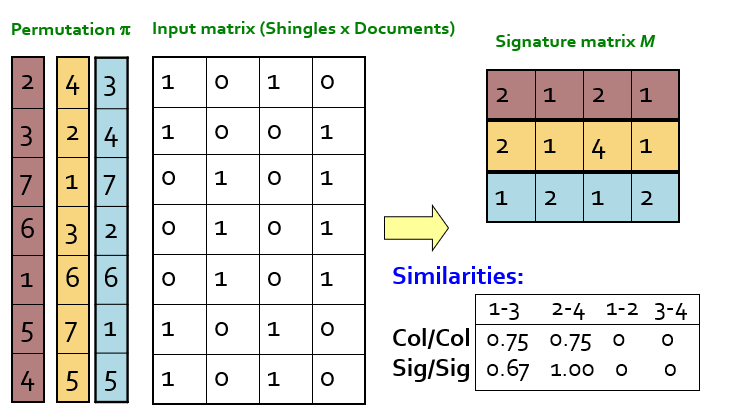 Permutation π Input matrix (Shingles x Documents)
Signature matrix M
2 4 3 1 0 1 0
3 2 4 1 0 0 1
7 1 7 0 1 0 1
6 3 2 0 1 0 1
1 6 6 0 1 0 1
5 7 1 1 0 1 0
4 5 5 1 0 1 0
2 1 2 1
2 1 4 1
1 2 1 2
Similarities:
1-3 2-4 1-2 3-4
Col/Col 0.75 0.75 0 0
Sig/Sig 0.67 1.00 0 0